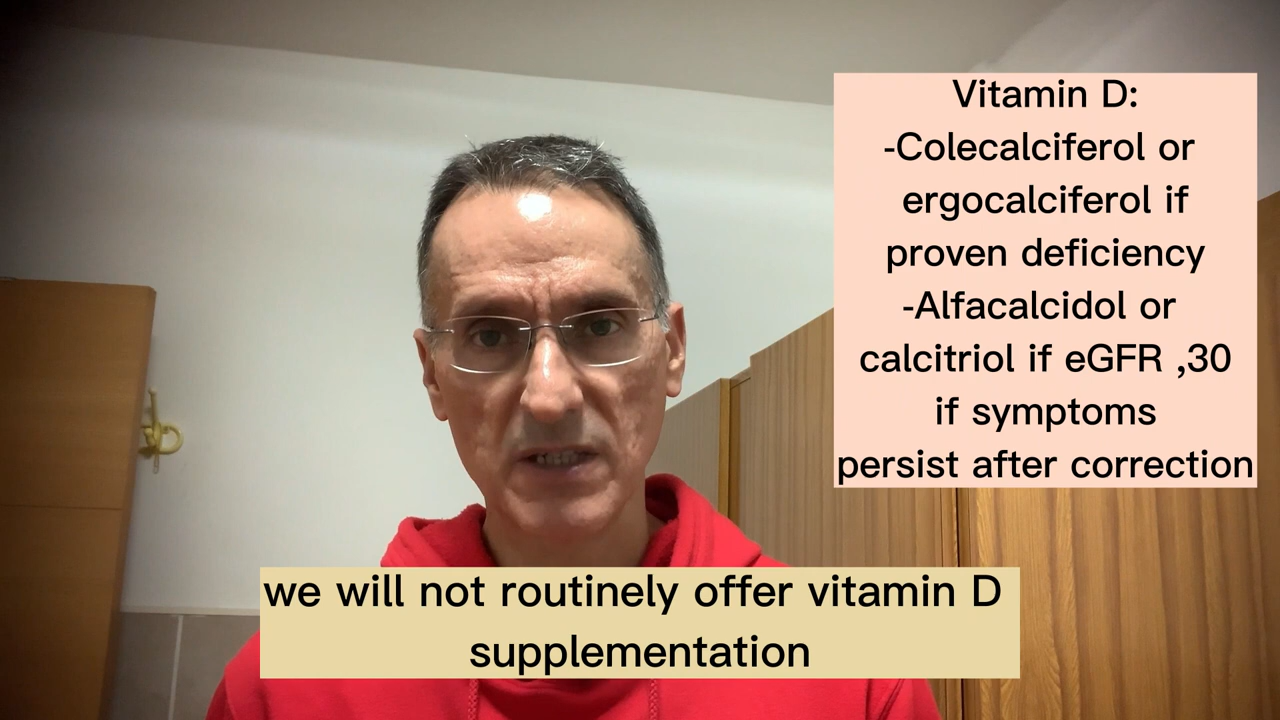 Vitamin D:
-Colecalciferol or
ergocalciferol if
proven deficiency
-Alfacalcidol or
calcitriol if eGFR ,30
if symptoms
persist after correction
we will not routinely offer vitamin D
supplementation